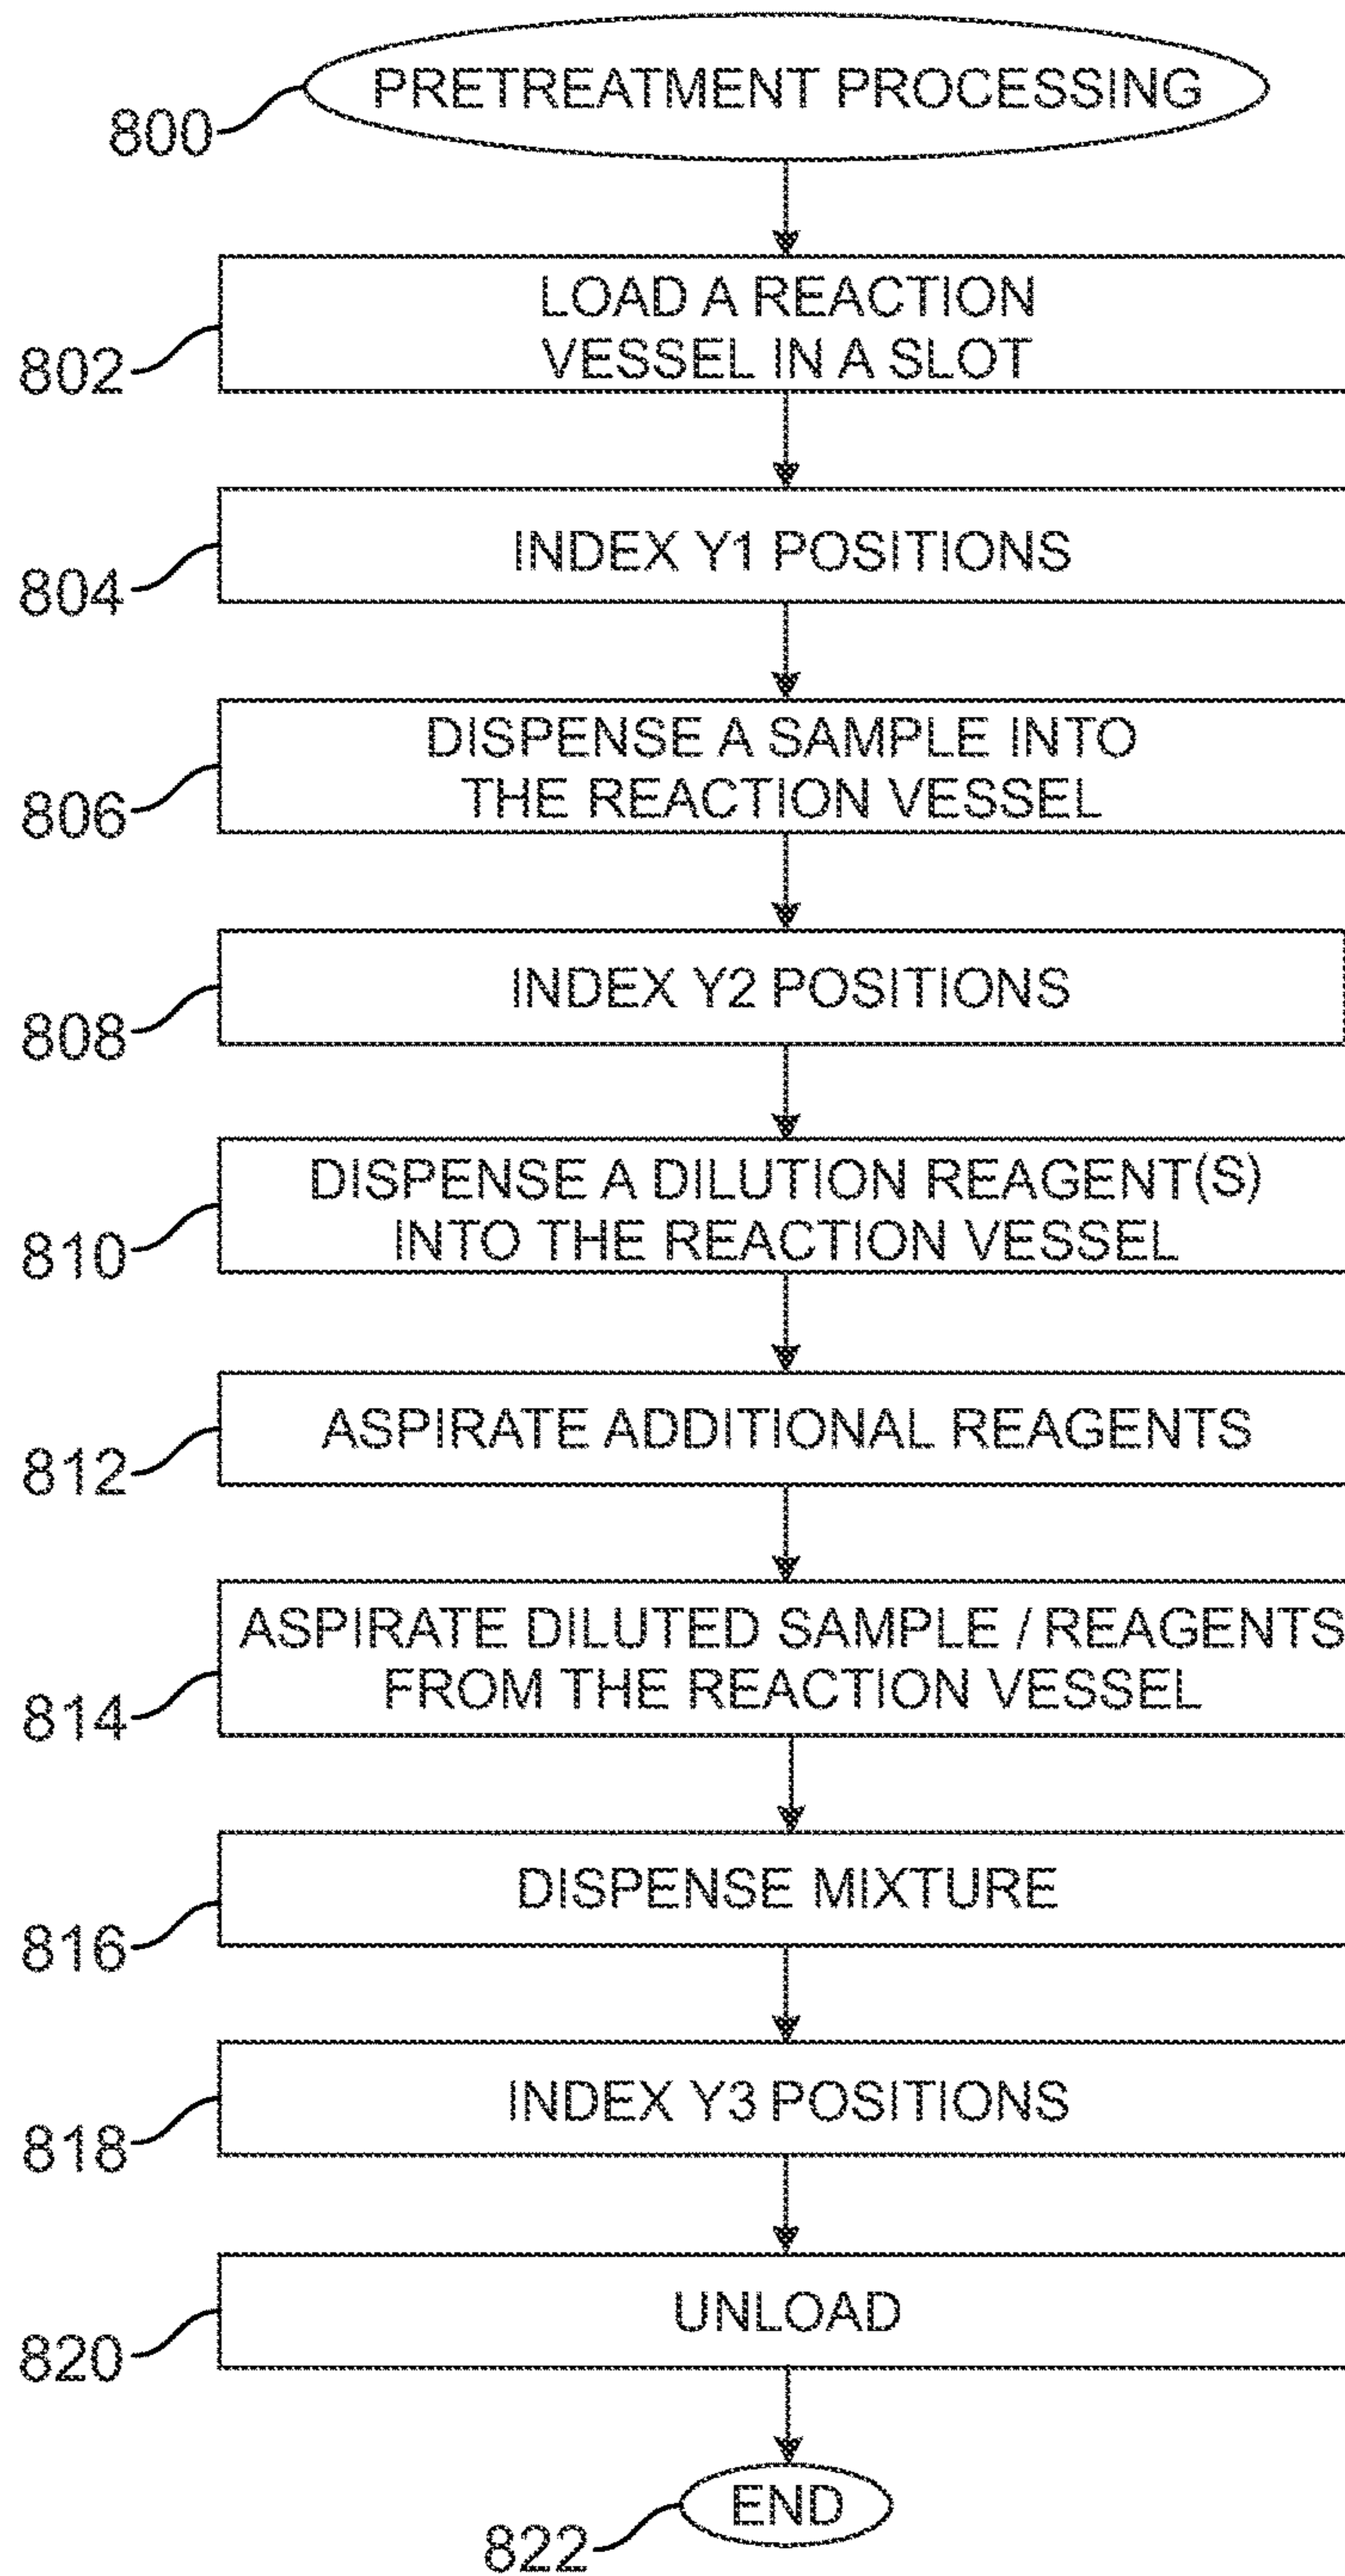 PRETREATMENT PROCESSING
800
LOAD A REACTION
VESSEL IN A SLOT
802
INDEX Y1 POSITIONS
804
DISPENSE A SAMPLE INTO
THE REACTION VESSEL
806
INDEX Y2 POSITIONS
808
DISPENSE A DILUTION REAGENT(S)
INTO THE REACTION VESSEL
810
ASPIRATE ADDITIONAL REAGENTS
812
ASPIRATE DILUTED SAMPLE / REAGENTS
FROM THE REACTION VESSEL
814
DISPENSE MIXTURE
816
INDEX Y3 POSITIONS
818
UNLOAD
820
END
822